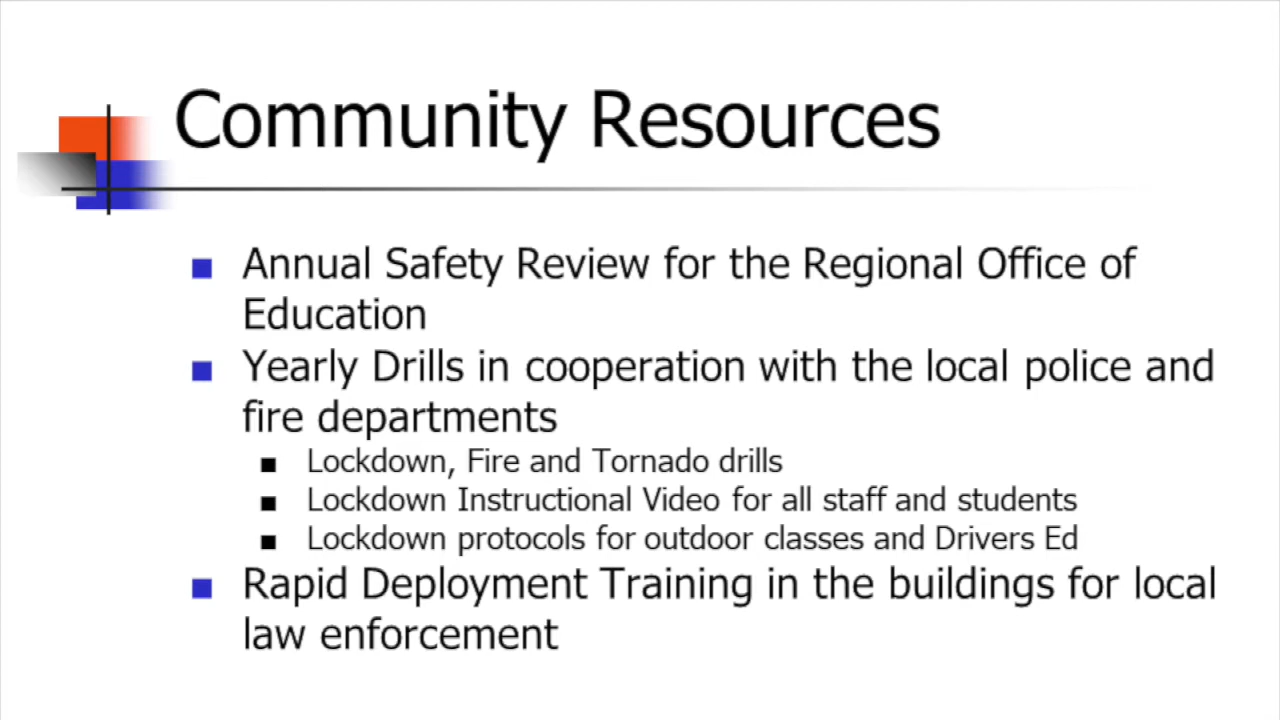 Community Resources
Annual Safety Review for the Regional Office of
Education
Yearly Drills in cooperation with the local police and
fire departments
Lockdown, Fire and Tornado drills
Lockdown Instructional Video for all staff and students
Lockdown protocols for outdoor classes and Drivers Ed
Rapid Deployment Training in the buildings for local
law enforcement